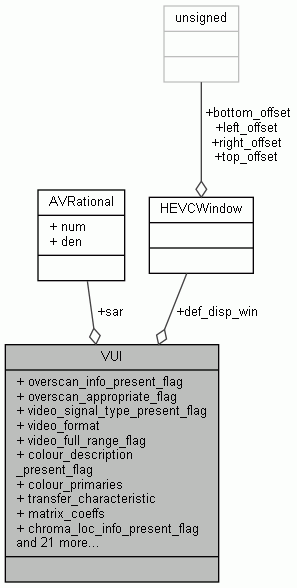 unsigned
+bottom_offset
+left_offset
+right_offset
+top_offset
AVRational
+ num
+ den
HEVCWindow
+sar
+def_disp_win
VUI
+ overscan_info_present_flag
+ overscan_appropriate_flag
+ video_signal_type_present_flag
+ video_format
+ video_full_range_flag
+ colour_description
_present_flag
+ colour_primaries
+ transfer_characteristic
+ matrix_coeffs
+ chroma_loc_info_present_flag
and 21 more...